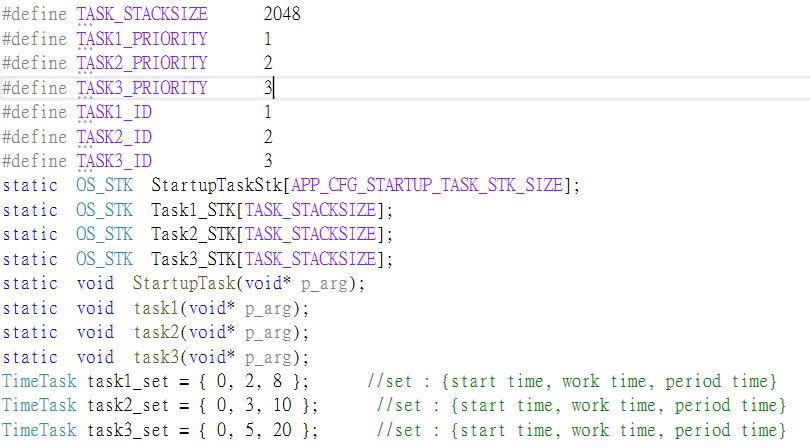 #define TASK_STACKSIZE 2048
#define TASK1_PRIORITY 1
#define TASK2_PRIORITY 2
#define TASK3_PRIORITY 3
#define TASK1_ID 1
#define TASK2_ID 2
#define TASK3_ID 3
static OS_STK StartupTaskStk[APP_CFG_STARTUP_TASK_STK_SIZE];
static OS_STK Task1_STK[TASK_STACKSIZE];
static OS_STK Task2_STK[TASK_STACKSIZE];
static OS_STK Task3_STK[TASK_STACKSIZE];
static void StartupTask(void* p_arg);
static void task1(void* p_arg);
static void task2(void* p_arg);
static void task3(void* p_arg);
TimeTask task1_set = { 0, 2, 8 }; //set : {start time, work time, period time}
TimeTask task2_set = { 0, 3, 10 }; //set : {start time, work time, period time}
TimeTask task3_set = { 0, 5, 20 }; //set : {start time, work time, period time}